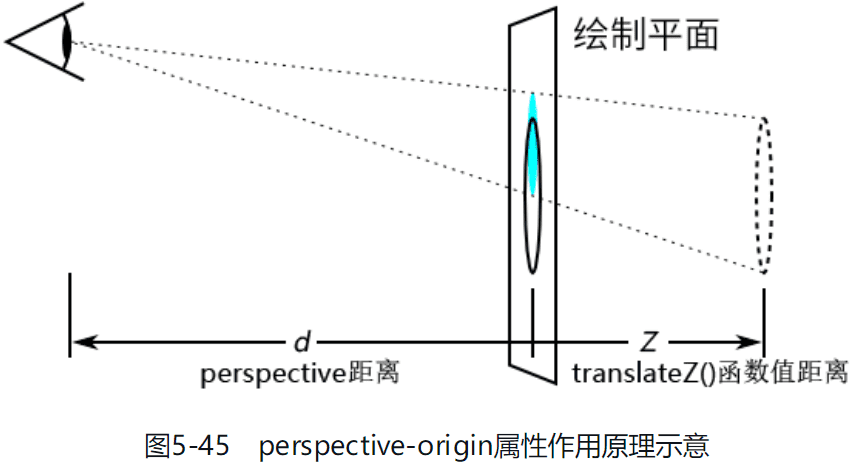 绘制平面
d
Z
perspective距离
translateZ()函数值距离
图5-45 perspective-origin属性作用原理示意